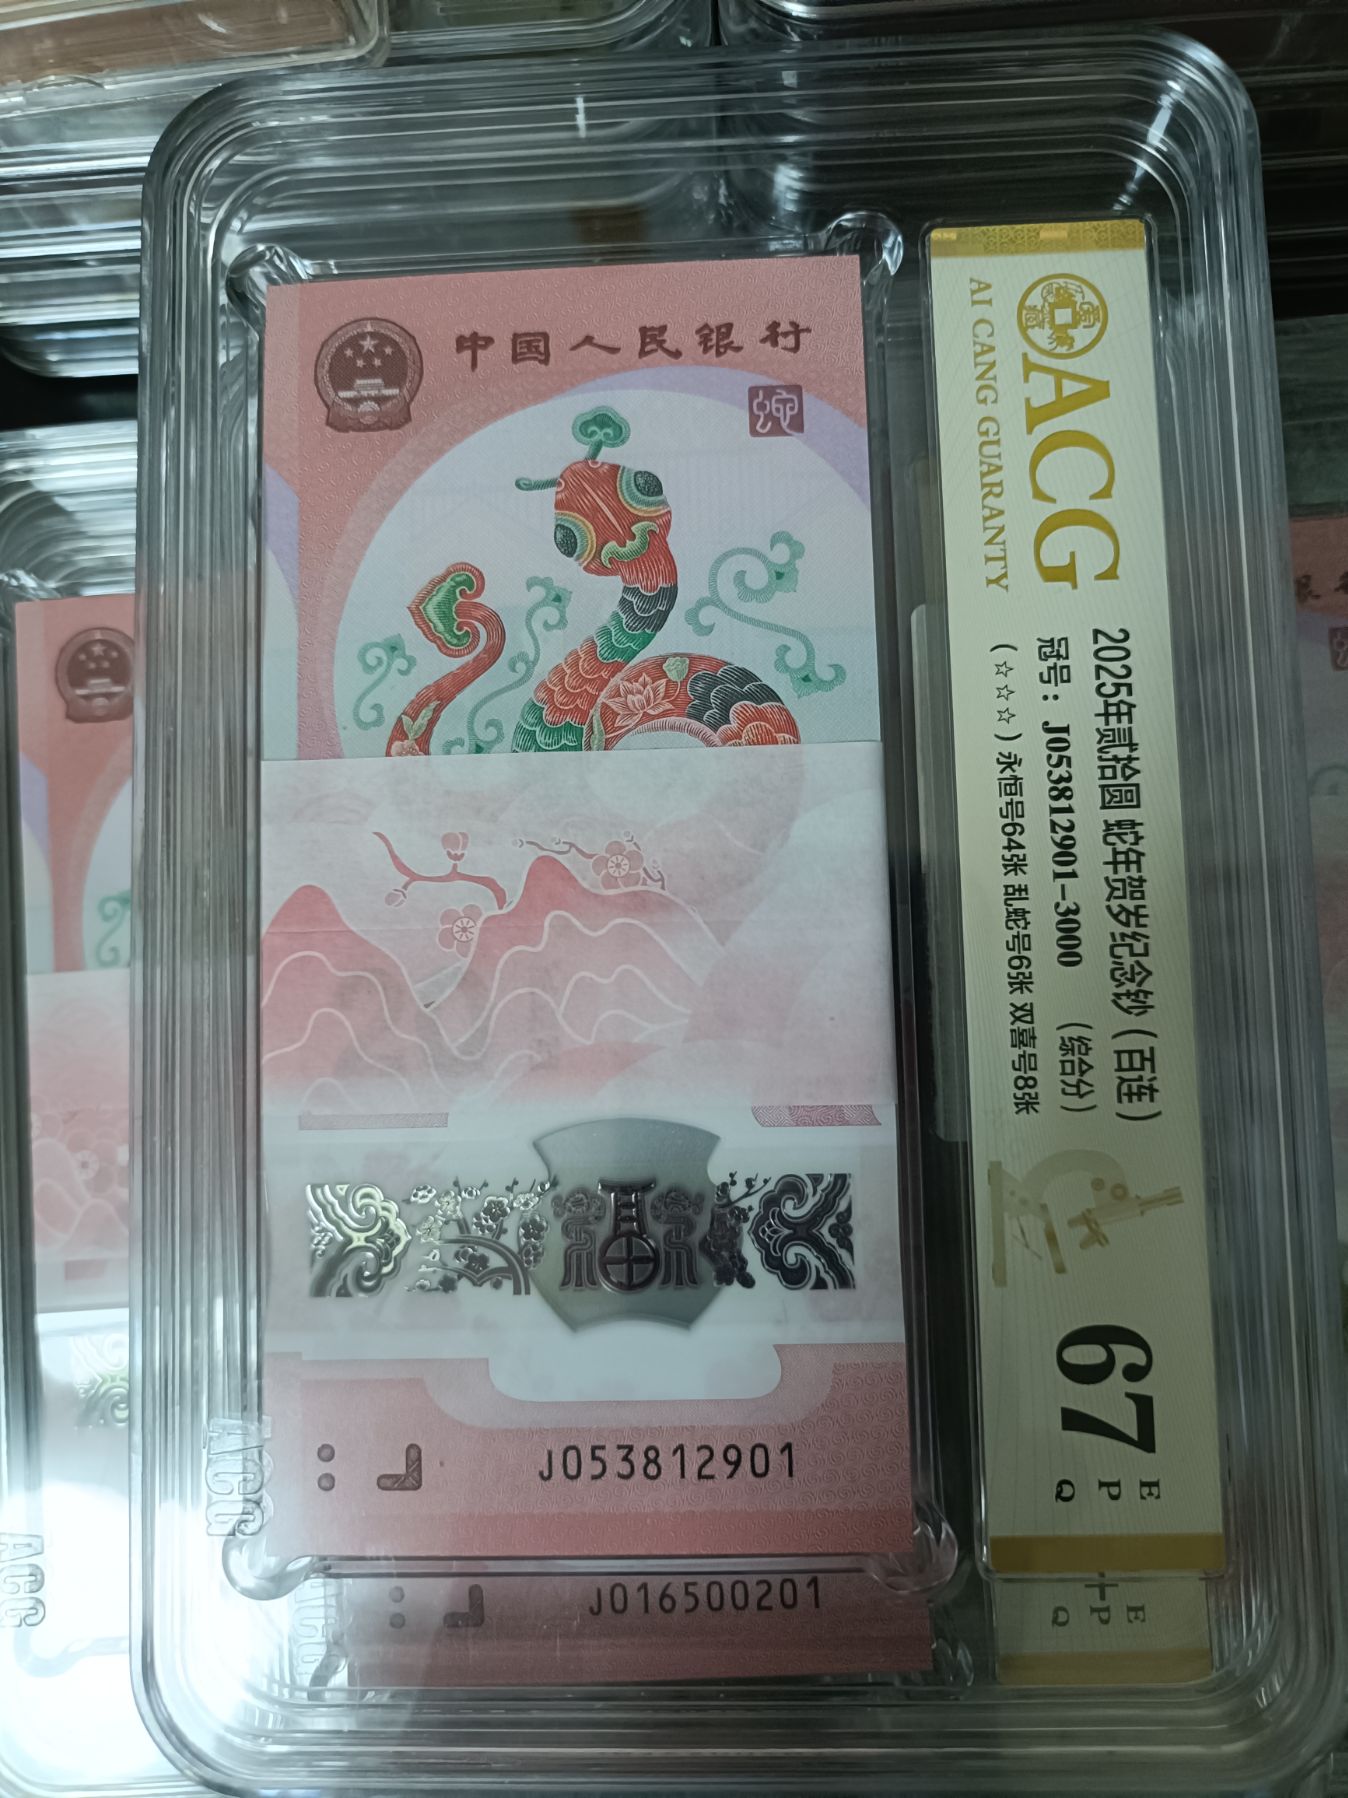 中国人民银行
蛇
福
J053812901
J016500201
ACG
AI CANG GUARANTY
2025年贰拾圆 蛇年贺岁纪念钞（百连）
冠号：J053812901-3000 （综合分）
(☆☆☆) 永恒号64张 乱蛇号6张 双喜号8张
67
E
P
Q
E
+P
Q
ACG
ACG
ACG